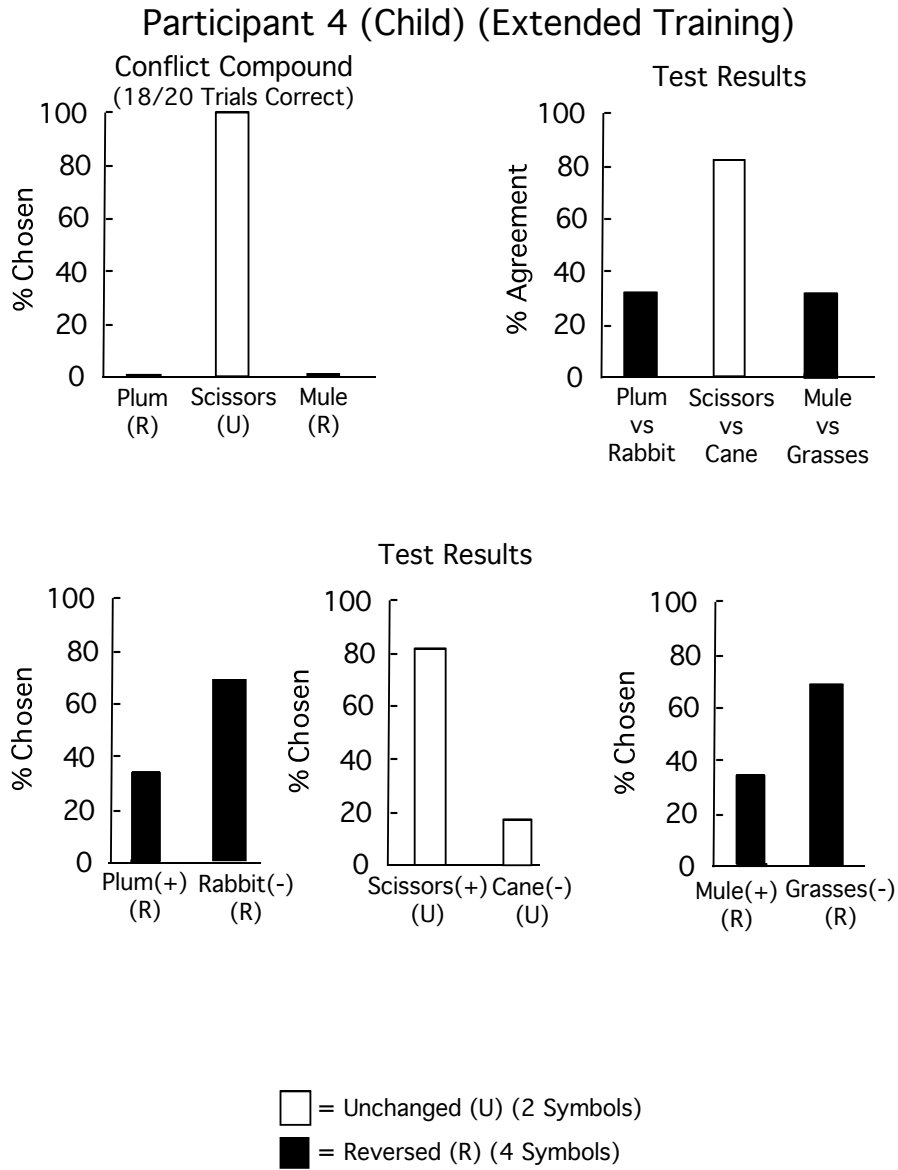 Participant 4 (Child) (Extended Training)
Conflict Compound
(18/20 Trials Correct)
% Chosen
100
80
60
40
20
0
Plum
(R)
Scissors
(U)
Mule
(R)
Test Results
% Agreement
100
80
60
40
20
0
Plum
vs
Rabbit
Scissors
vs
Cane
Mule
vs
Grasses
Test Results
% Chosen
100
80
60
40
20
0
Plum(+)
(R)
Rabbit(-)
(R)
% Chosen
100
80
60
40
20
0
Scissors(+)
(U)
Cane(-)
(U)
% Chosen
100
80
60
40
20
0
Mule(+)
(R)
Grasses(-)
(R)
= Unchanged (U) (2 Symbols)
= Reversed (R) (4 Symbols)